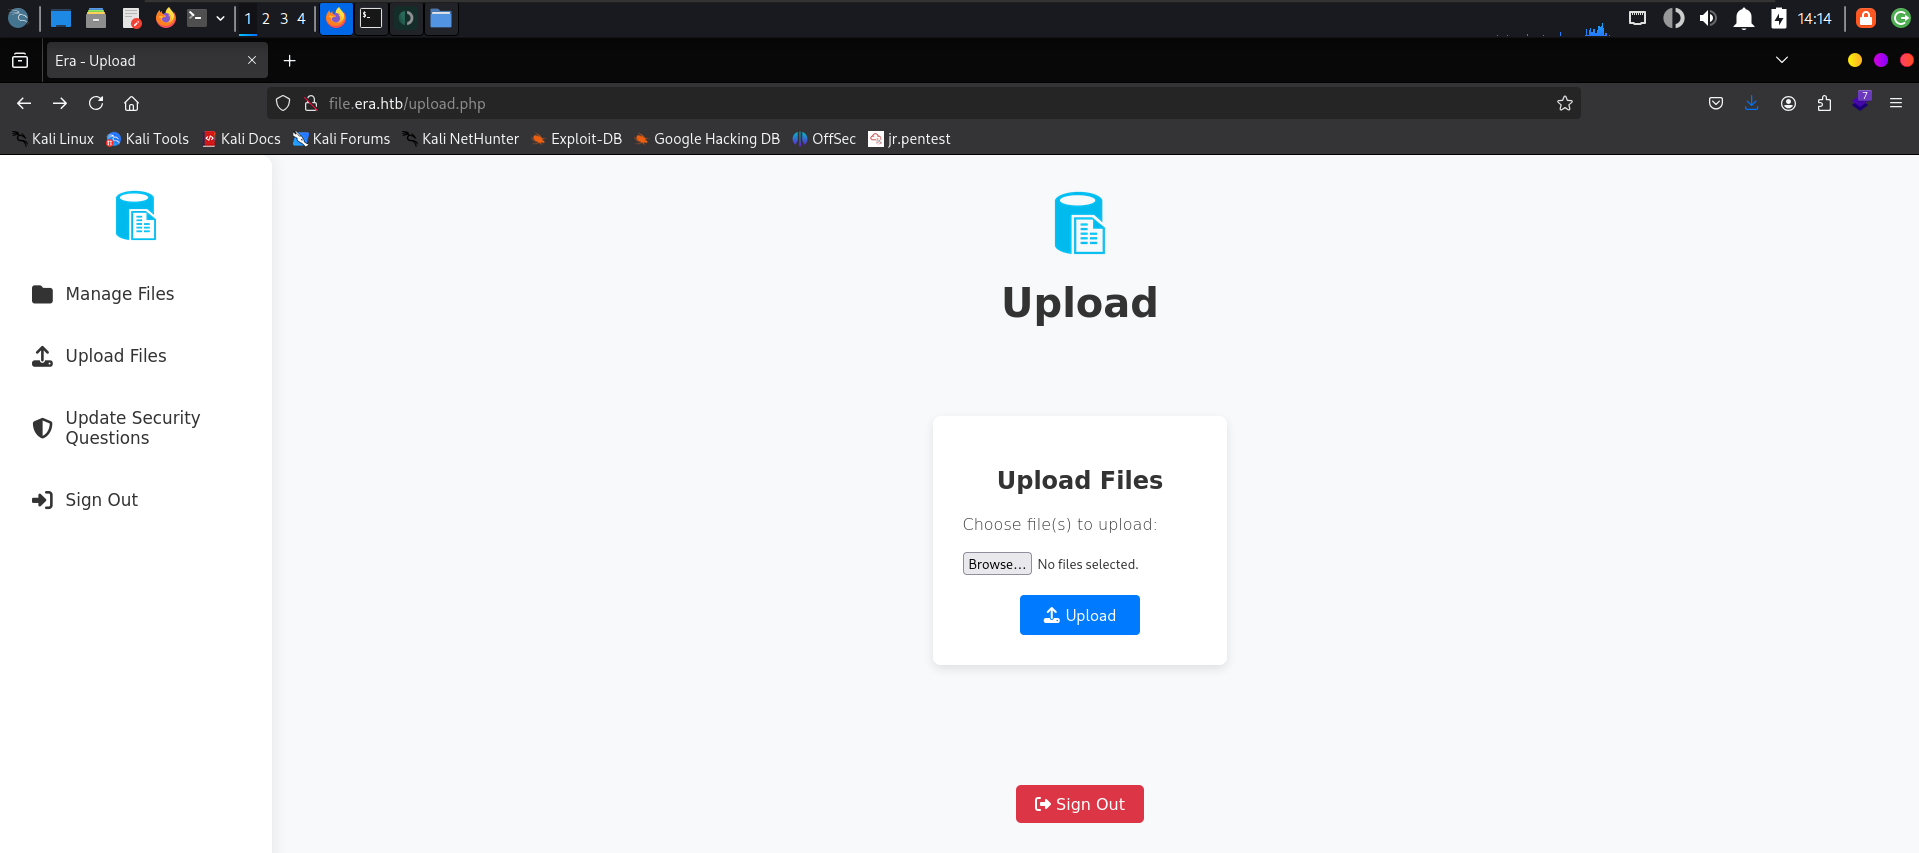 1 2 3 4
14:14
Era - Upload
file.era.htb/upload.php
7
Kali Linux Kali Tools Kali Docs Kali Forums Kali NetHunter Exploit-DB Google Hacking DB OffSec jr.pentest
Manage Files
Upload Files
Update Security
Questions
Sign Out
Upload
Upload Files
Choose file(s) to upload:
Browse... No files selected.
Upload
Sign Out